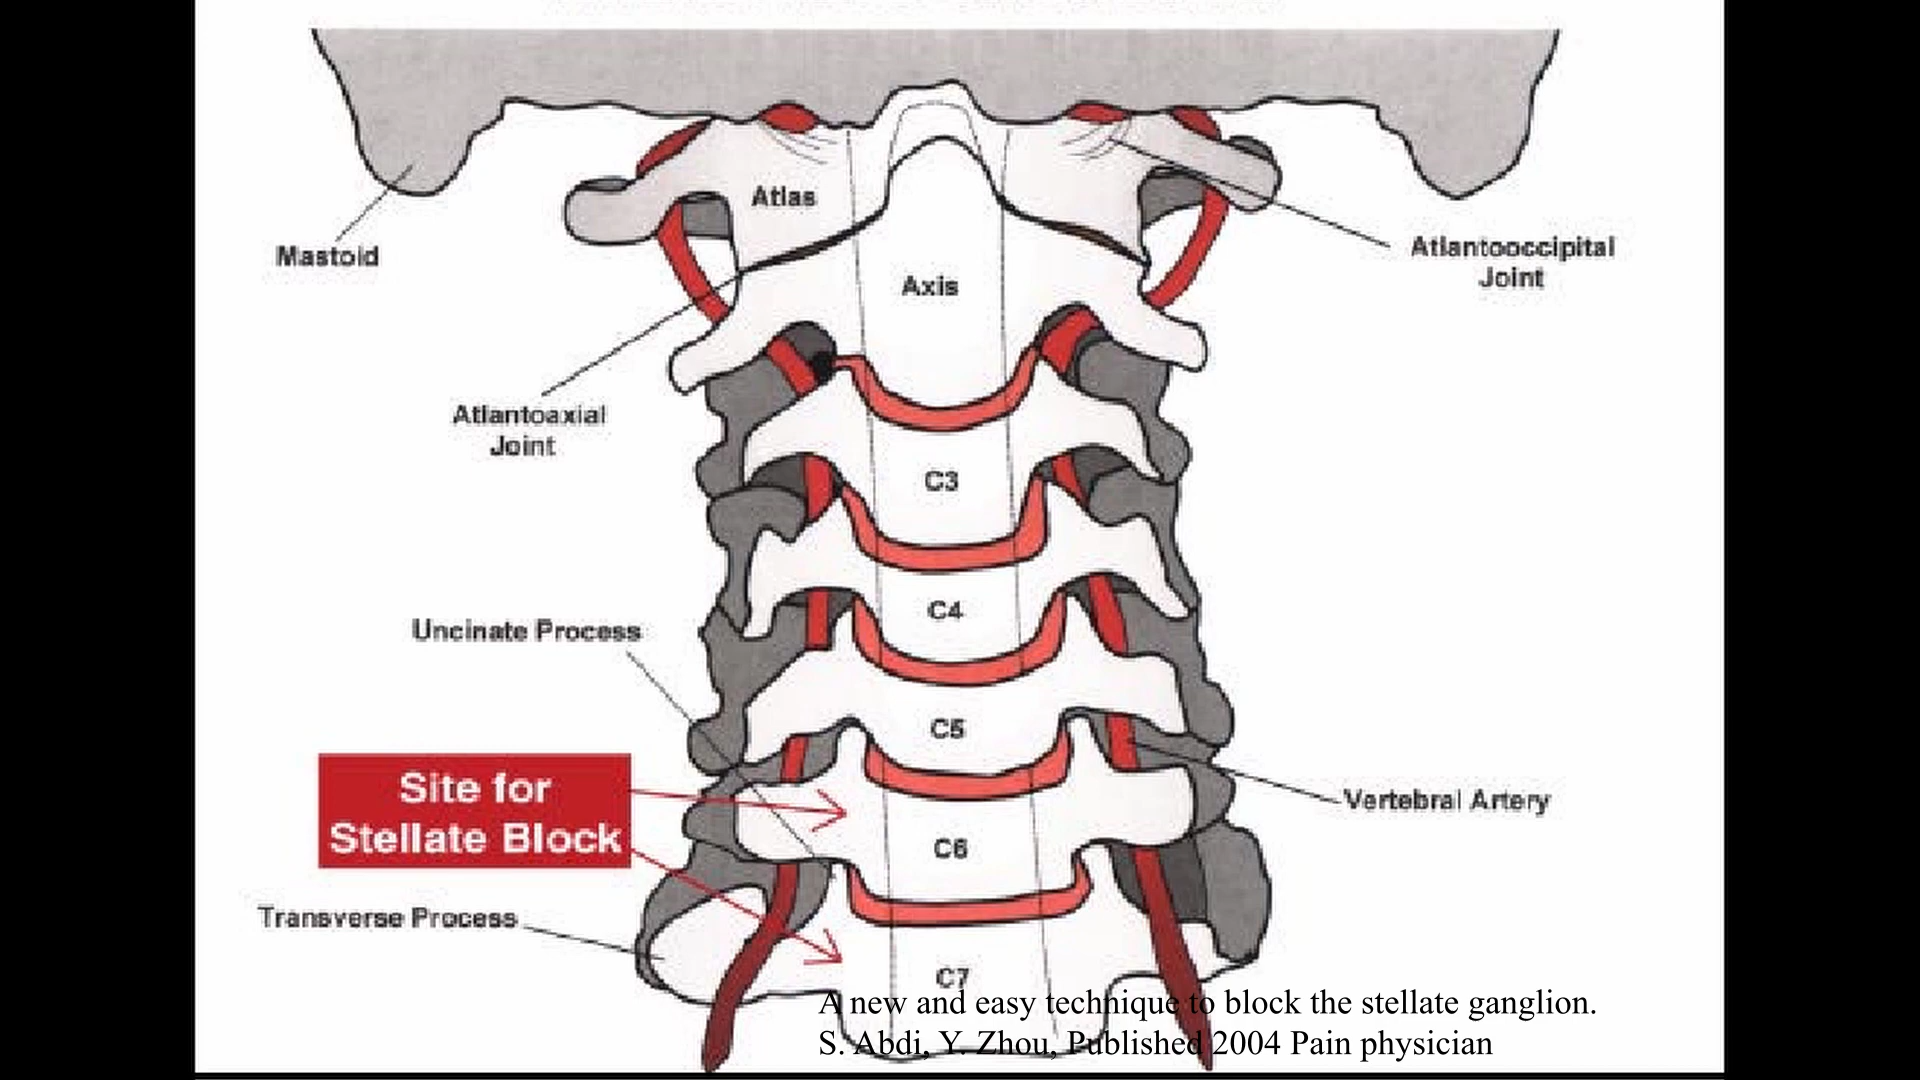 Atlas
Mastoid
Atlantooccipital
Joint
Axis
Atlantoaxial
Joint
C3
C4
Uncinate Process
C5
Site for
Stellate Block
Vertebral Artery
C6
Transverse Process
C7
A new and easy technique to block the stellate ganglion.
S. Abdi, Y. Zhou, Published 2004 Pain physician